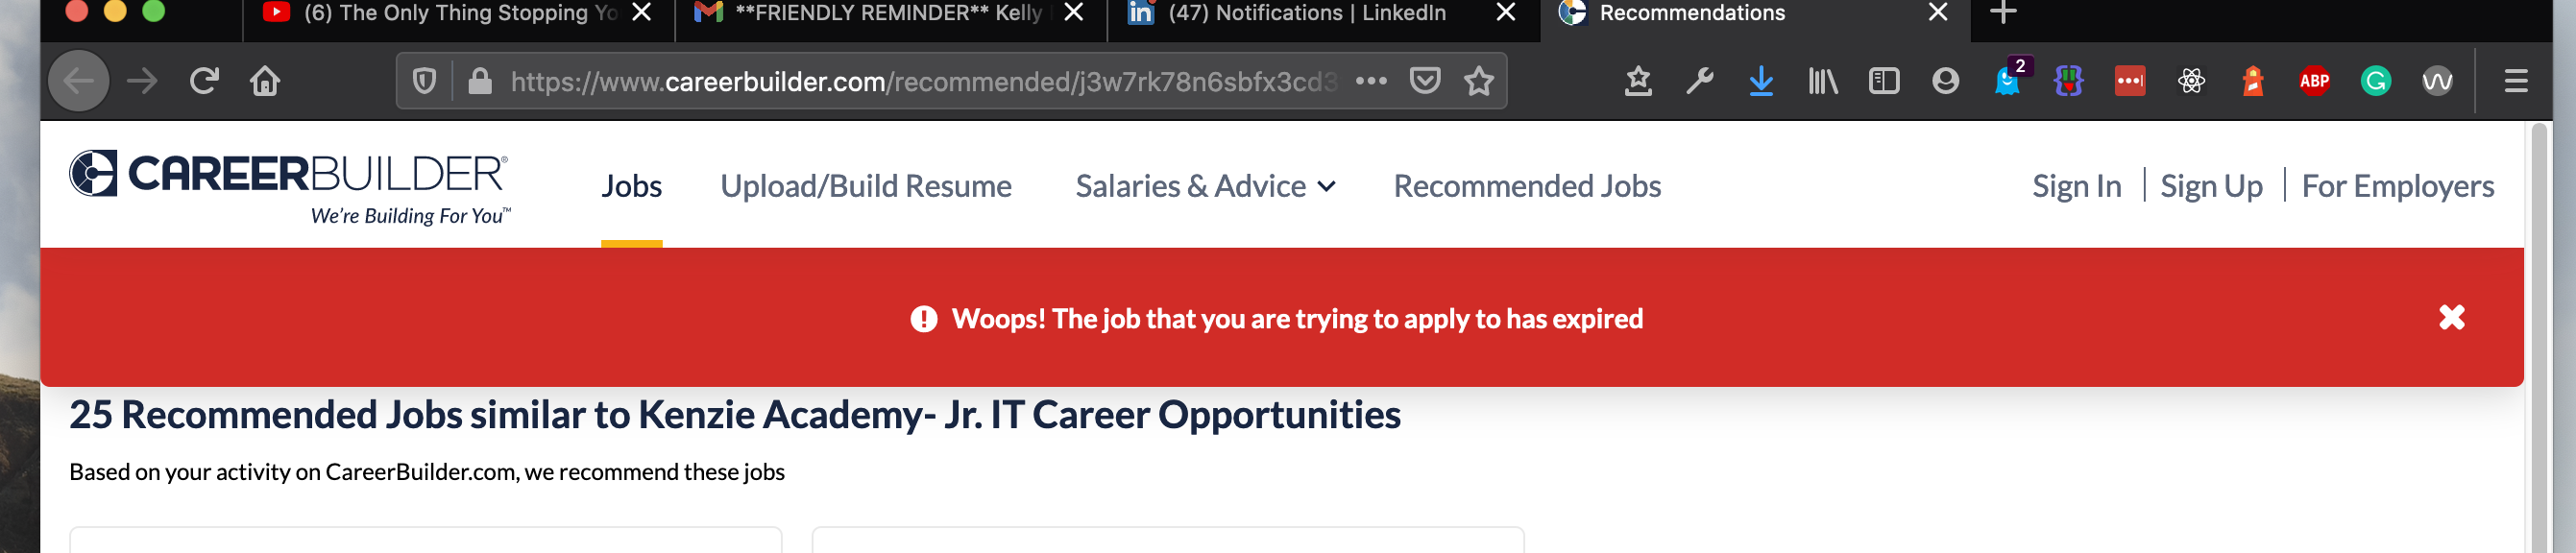 (6) The Only Thing Stopping Yo
**FRIENDLY REMINDER** Kelly
(47) Notifications | LinkedIn
Recommendations
https://www.careerbuilder.com/recommended/j3w7rk78n6sbfx3cd3
2
ABP
CAREERBUILDER®
We're Building For You™
Jobs
Upload/Build Resume
Salaries & Advice
Recommended Jobs
Sign In
Sign Up
For Employers
Woops! The job that you are trying to apply to has expired
25 Recommended Jobs similar to Kenzie Academy- Jr. IT Career Opportunities
Based on your activity on CareerBuilder.com, we recommend these jobs